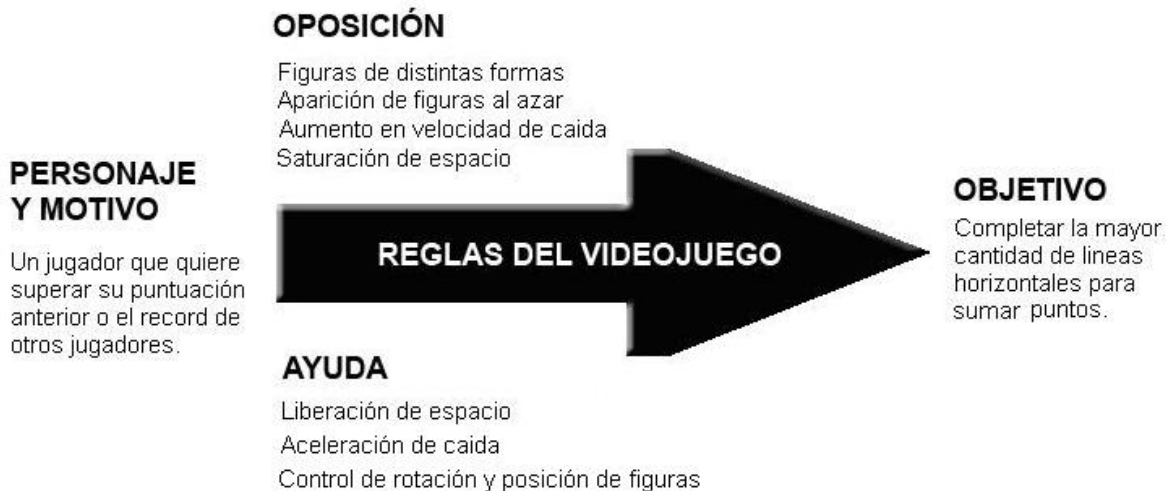 OPOSICIÓN
Figuras de distintas formas
Aparición de figuras al azar
Aumento en velocidad de caida
Saturación de espacio
PERSONAJE
Y MOTIVO
Un jugador que quiere
superar su puntuación
anterior o el record de
otros jugadores.
REGLAS DEL VIDEOJUEGO
OBJETIVO
Completar la mayor
cantidad de lineas
horizontales para
sumar puntos.
AYUDA
Liberación de espacio
Aceleración de caida
Control de rotación y posición de figuras